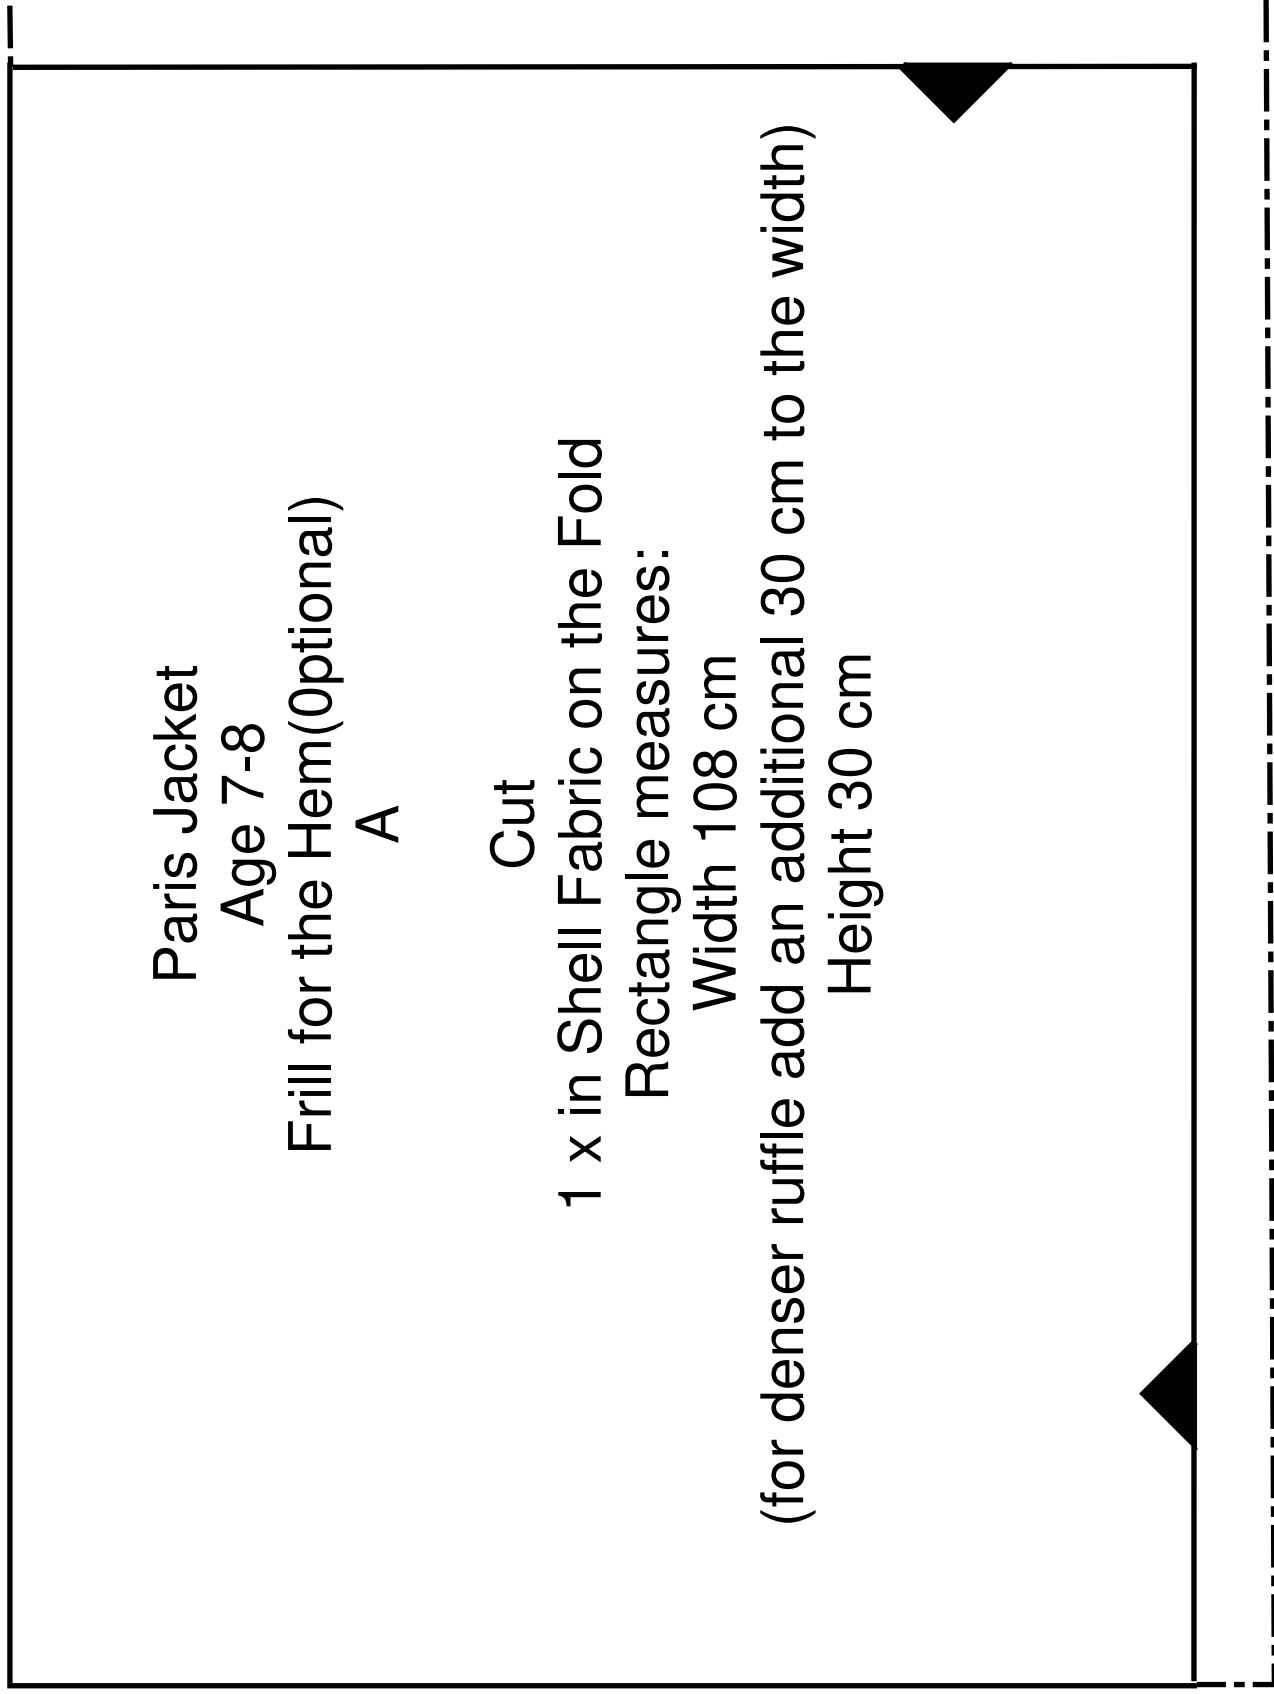 Paris Jacket
Age 7-8
Frill for the Hem(0ptional)
A
Cut
1 x in Shell Fabric on the Fold
Rectangle measures:
Width 108 cm
(for denser ruffle add an additional 30 cm to the width)
Height 30 cm